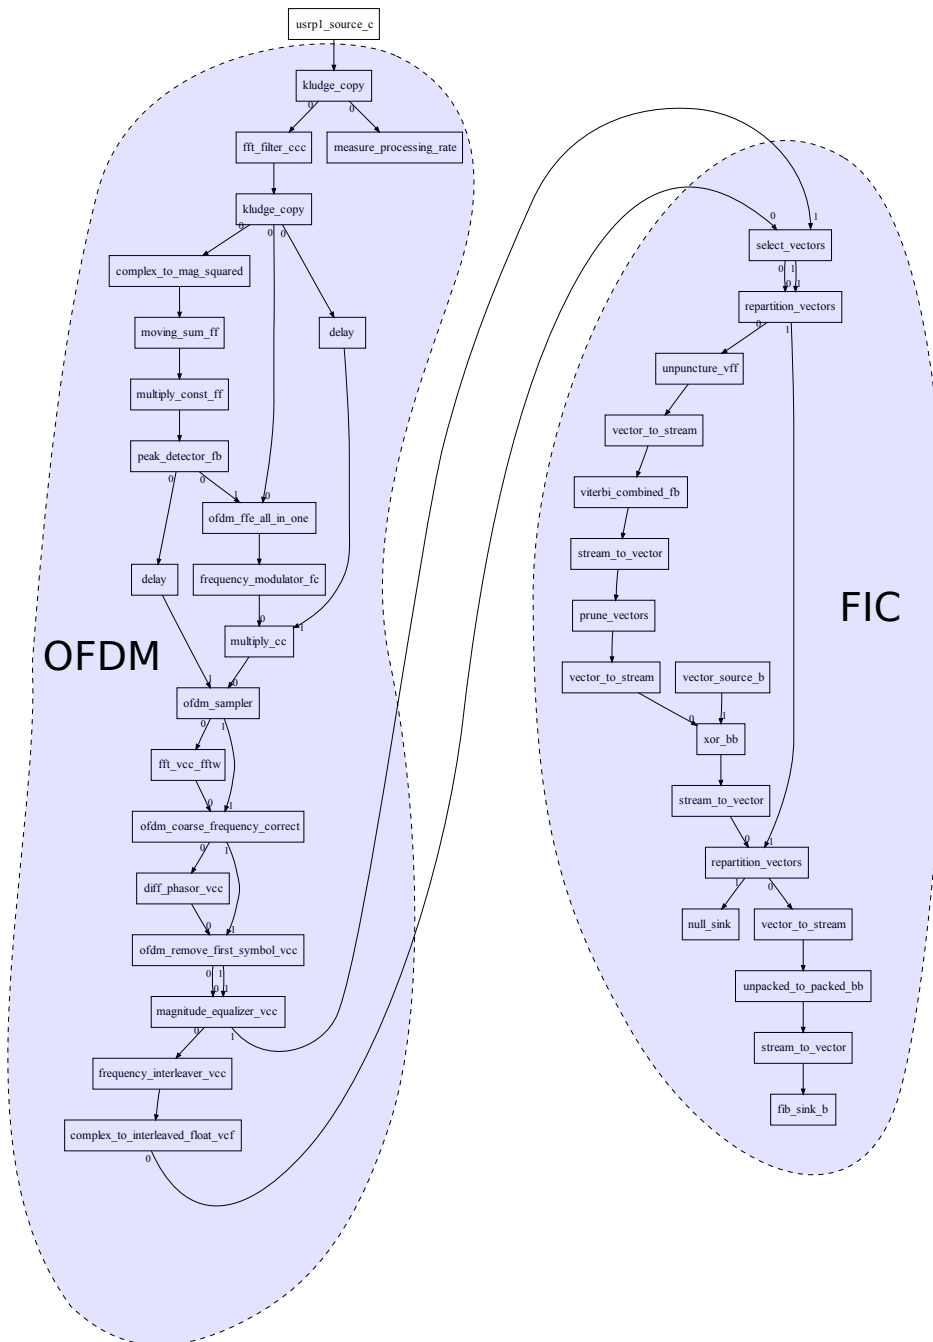 usrp1_source_c
kludge_copy
0 0
fft_filter_ccc
measure_processing_rate
kludge_copy
0 0 0
complex_to_mag_squared
moving_sum_ff
delay
multiply_const_ff
peak_detector_fb
0 0
1 0
ofdm_ffe_all_in_one
delay
frequency_modulator_fc
0 1
multiply_cc
OFDM
1 0
ofdm_sampler
0 1
fft_vcc_fftw
0 1
ofdm_coarse_frequency_correct
0 1
diff_phasor_vcc
0 1
ofdm_remove_first_symbol_vcc
0 1
0 1
magnitude_equalizer_vcc
0 1
frequency_interleaver_vcc
complex_to_interleaved_float_vcf
0
0 1
select_vectors
0 1
0 1
repartition_vectors
0 1
unpuncture_vff
vector_to_stream
viterbi_combined_fb
stream_to_vector
prune_vectors
FIC
vector_to_stream
vector_source_b
0 1
xor_bb
stream_to_vector
0 1
repartition_vectors
1 0
null_sink
vector_to_stream
unpacked_to_packed_bb
stream_to_vector
fib_sink_b